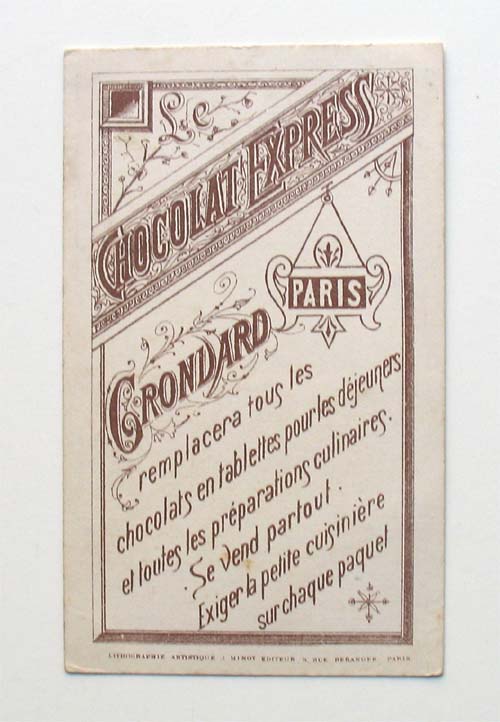 Le
CHOCOLAT EXPRESS
PARIS
GRONDARD
remplacera tous les
chocolats en tablettes pour les déjeuners
et toutes les préparations culinaires.
Se vend partout.
Exiger la petite cuisinière
sur chaque paquet
LITHOGRAPHIE ARTISTIQUE J. MINOT EDITEUR 5, RUE BERANGER PARIS